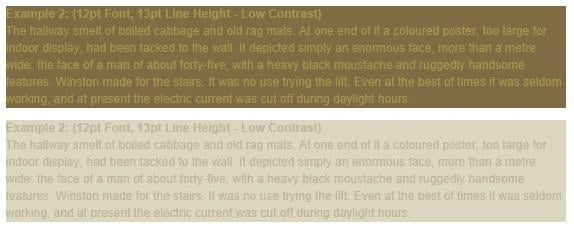 Example 2: (12pt Font, 13pt Line Height - Low Contrast)
The hallway smelt of boiled cabbage and old rag mats. At one end of it a coloured poster, too large for
indoor display, had been tacked to the wall. It depicted simply an enormous face, more than a metre
wide: the face of a man of about forty-five, with a heavy black moustache and ruggedly handsome
features. Winston made for the stairs. It was no use trying the lift. Even at the best of times it was seldom
working, and at present the electric current was cut off during daylight hours.
Example 2: (12pt Font, 13pt Line Height - Low Contrast)
The hallway smelt of boiled cabbage and old rag mats. At one end of it a coloured poster, too large for
indoor display, had been tacked to the wall. It depicted simply an enormous face, more than a metre
wide: the face of a man of about forty-five, with a heavy black moustache and ruggedly handsome
features. Winston made for the stairs. It was no use trying the lift. Even at the best of times it was seldom
working, and at present the electric current was cut off during daylight hours.